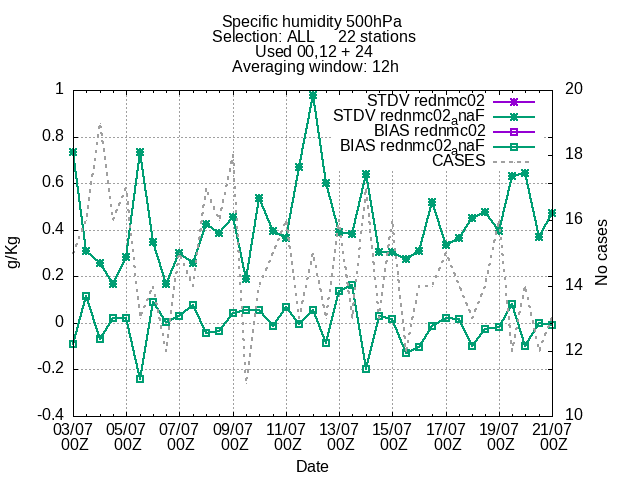 Specific humidity 500hPa
Selection: ALL 22 stations
Used 00,12 + 24
Averaging window: 12h
STDV rednmc02
STDV rednmc02anaF
BIAS rednmc02
BIAS rednmc02anaF
CASES
1
0.8
0.6
0.4
0.2
0
-0.2
-0.4
20
18
16
14
12
10
g/Kg
No cases
03/07 05/07 07/07 09/07 11/07 13/07 15/07 17/07 19/07 21/07
00Z 00Z 00Z 00Z 00Z 00Z 00Z 00Z 00Z 00Z
Date